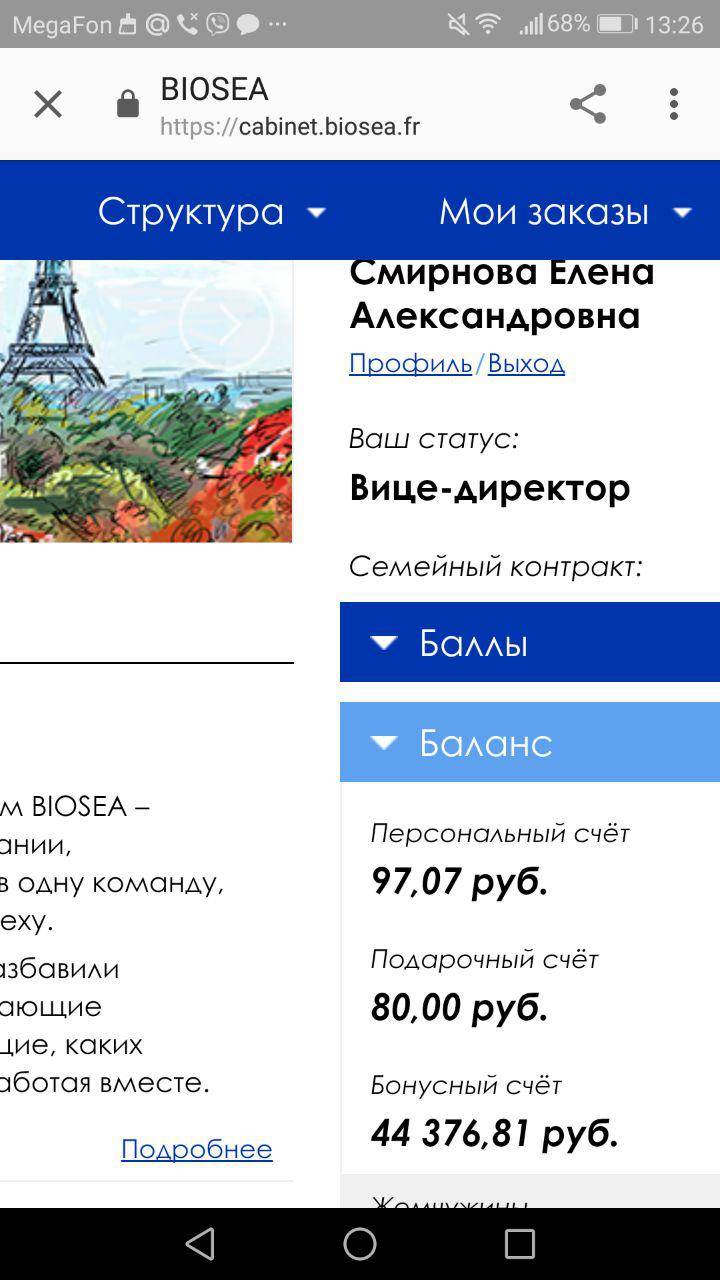 MegaFon
68% 13:26
BIOSEA
https://cabinet.biosea.fr
Структура Мои заказы
Смирнова Елена
Александровна
Профиль/Выход
Ваш статус:
Вице-директор
Семейный контракт:
Баллы
Баланс
Персональный счёт
97,07 руб.
Подарочный счёт
80,00 руб.
Бонусный счёт
44 376,81 руб.
Жемчужины
м BIOSEA –
ании,
в одну команду,
еху.
азбавили
ающие
щие, каких
аботая вместе.
Подробнее